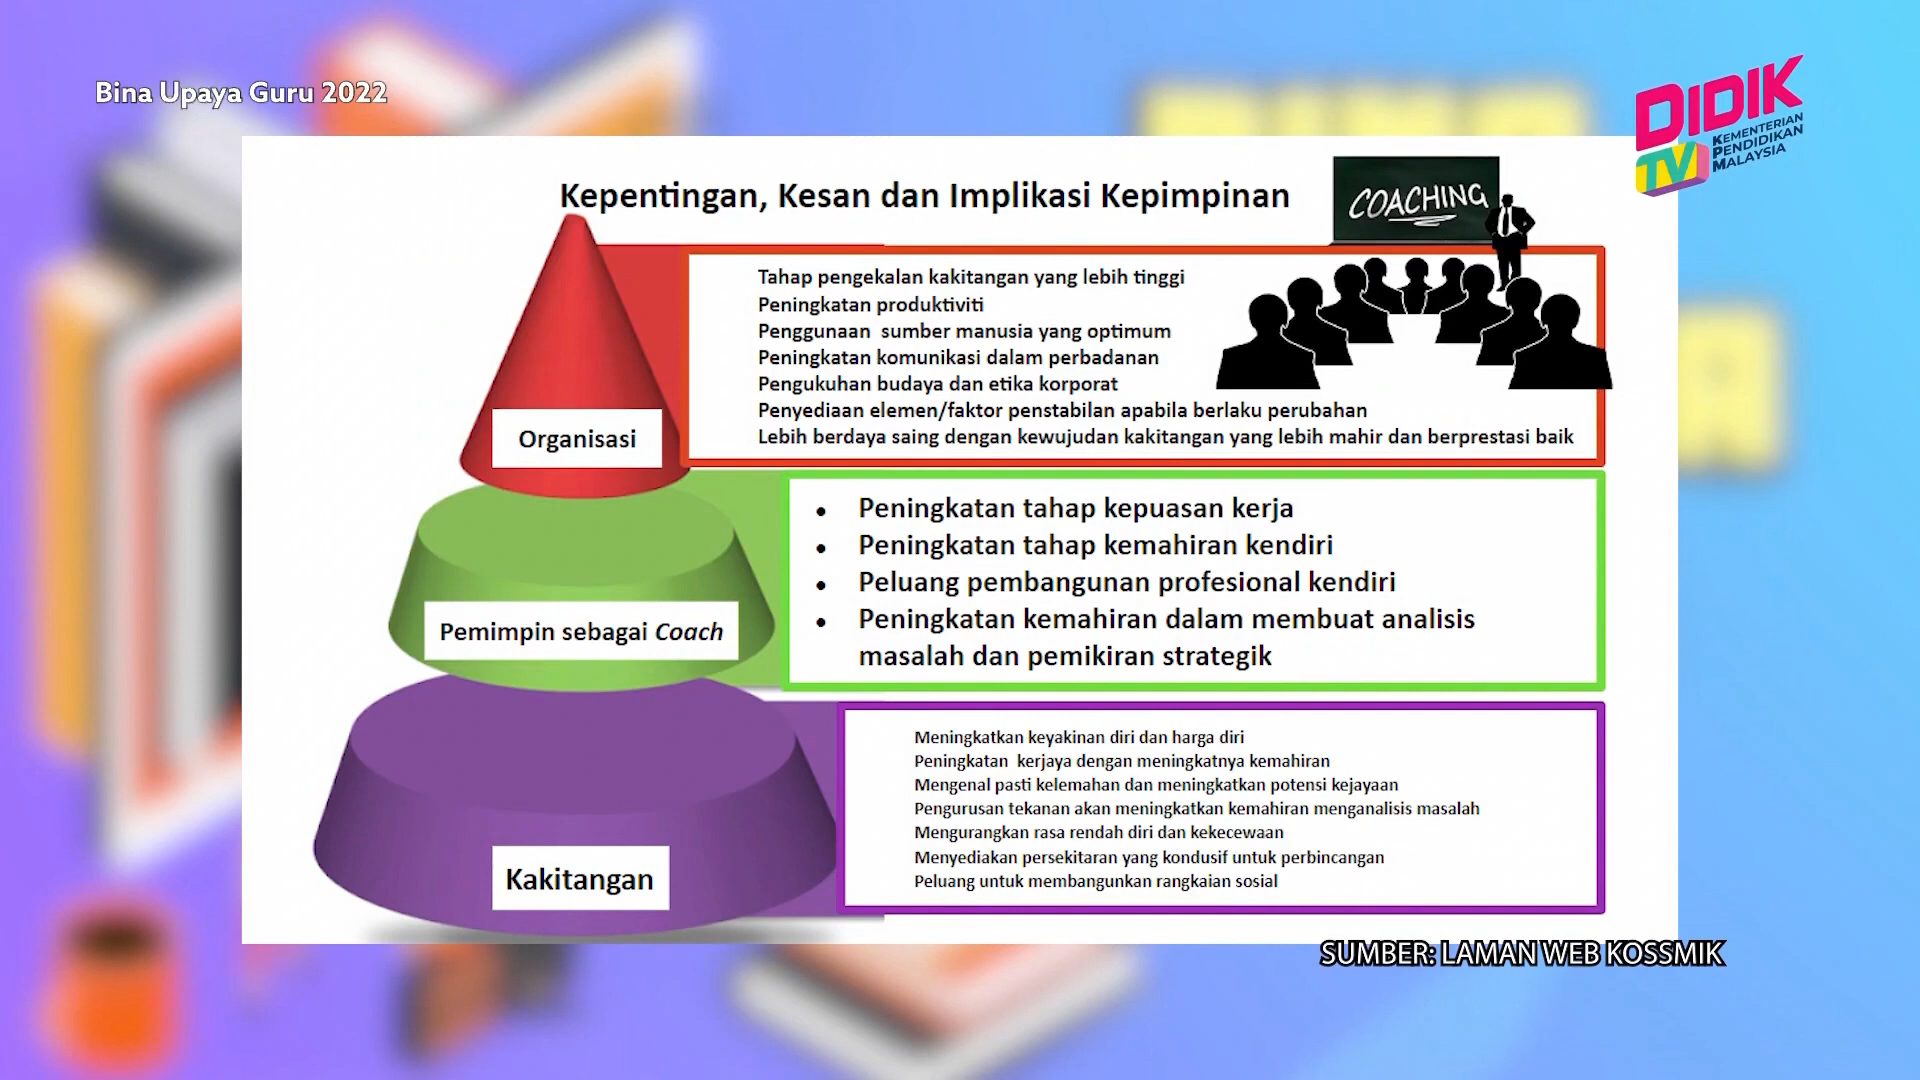 Bina Upaya Guru 2022
DIDIK
TV
KEMENTERIAN
PENDIDIKAN
MALAYSIA
Kepentingan, Kesan dan Implikasi Kepimpinan
COACHING
Tahap pengekalan kakitangan yang lebih tinggi
Peningkatan produktiviti
Penggunaan sumber manusia yang optimum
Peningkatan komunikasi dalam perbadanan
Pengukuhan budaya dan etika korporat
Penyediaan elemen/faktor penstabilan apabila berlaku perubahan
Lebih berdaya saing dengan kewujudan kakitangan yang lebih mahir dan berprestasi baik
Organisasi
• Peningkatan tahap kepuasan kerja
• Peningkatan tahap kemahiran kendiri
• Peluang pembangunan profesional kendiri
• Peningkatan kemahiran dalam membuat analisis
masalah dan pemikiran strategik
Pemimpin sebagai Coach
Meningkatkan keyakinan diri dan harga diri
Peningkatan kerjaya dengan meningkatnya kemahiran
Mengenal pasti kelemahan dan meningkatkan potensi kejayaan
Pengurusan tekanan akan meningkatkan kemahiran menganalisis masalah
Mengurangkan rasa rendah diri dan kekecewaan
Menyediakan persekitaran yang kondusif untuk perbincangan
Peluang untuk membangunkan rangkaian sosial
Kakitangan
SUMBER: LAMAN WEB KOSSMIK